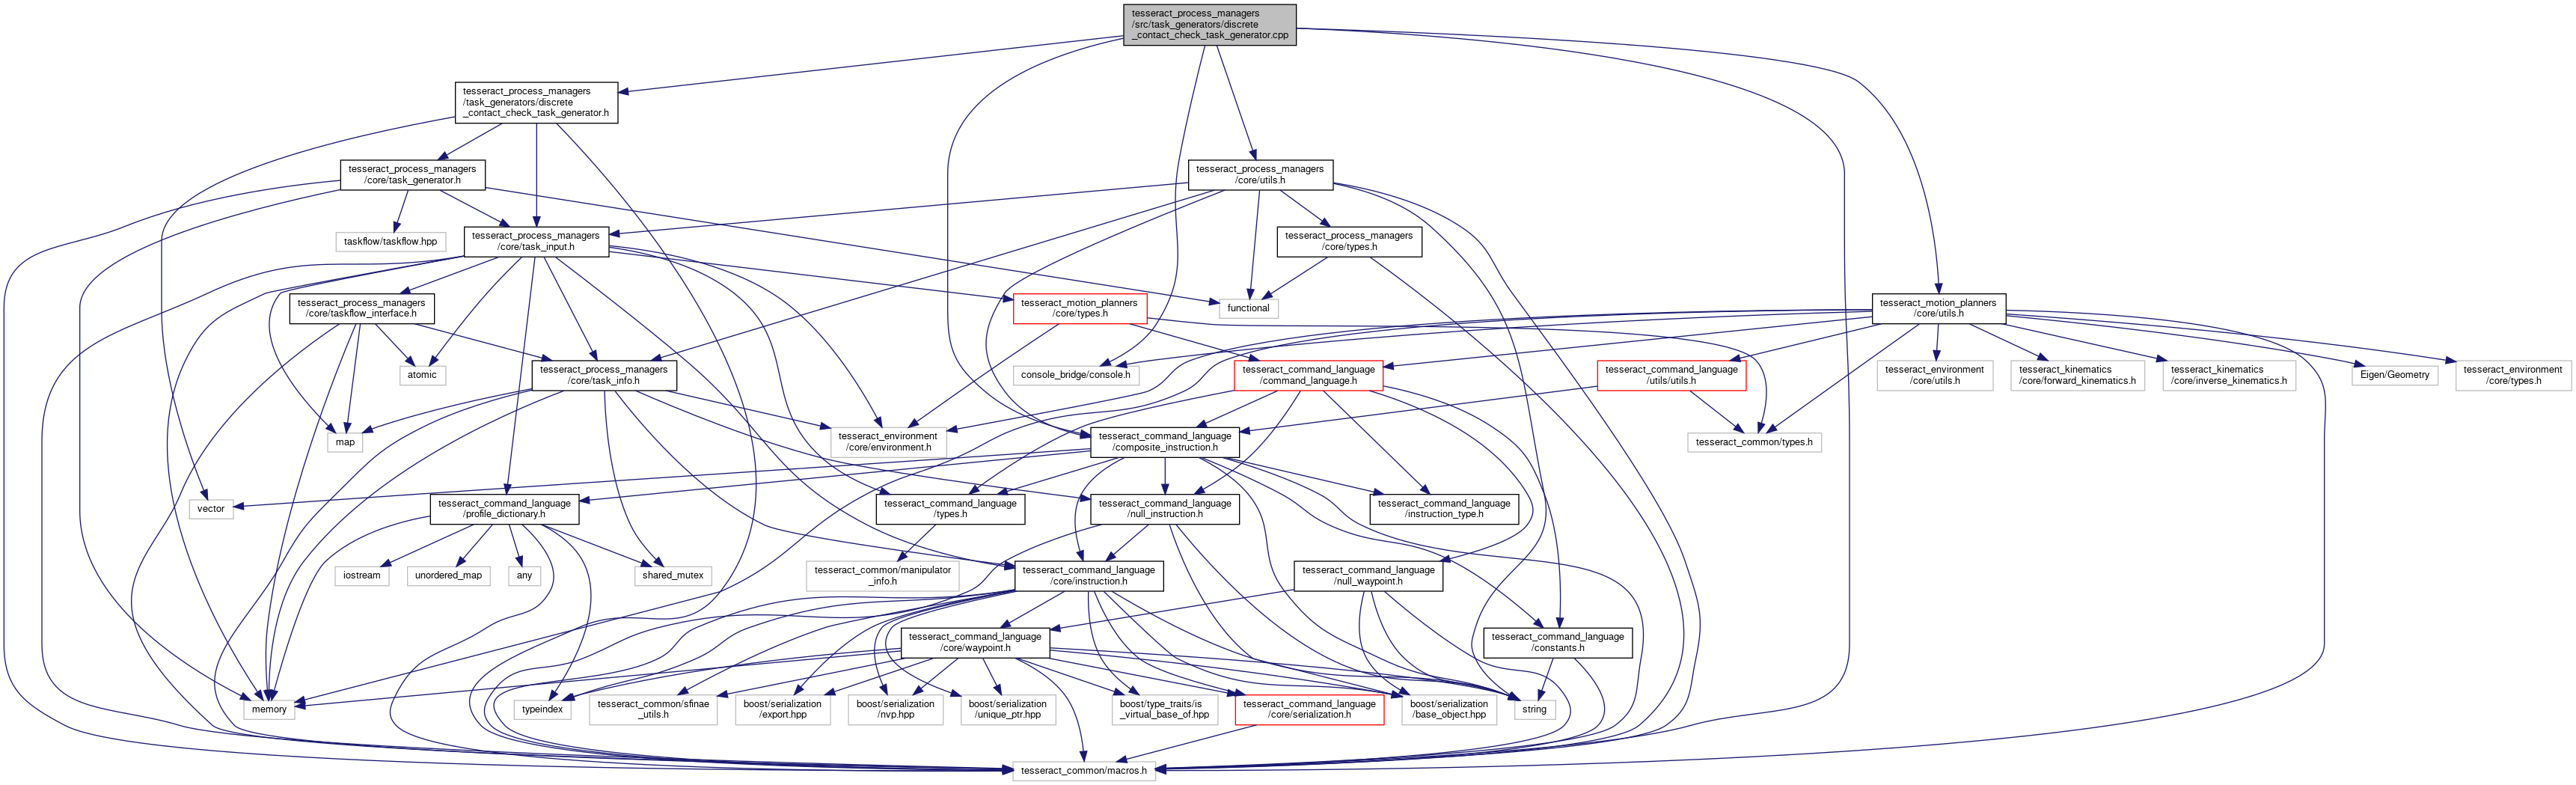 tesseract_process_managers
/src/task_generators/discrete
_contact_check_task_generator.cpp
tesseract_process_managers
/task_generators/discrete
_contact_check_task_generator.h
tesseract_process_managers
/core/task_generator.h
tesseract_process_managers
/core/utils.h
taskflow/taskflow.hpp
tesseract_process_managers
/core/task_input.h
tesseract_process_managers
/core/types.h
tesseract_process_managers
/core/taskflow_interface.h
tesseract_motion_planners
/core/types.h
functional
tesseract_motion_planners
/core/utils.h
atomic
tesseract_process_managers
/core/task_info.h
console_bridge/console.h
tesseract_command_language
/command_language.h
tesseract_command_language
/utils/utils.h
tesseract_environment
/core/utils.h
tesseract_kinematics
/core/forward_kinematics.h
tesseract_kinematics
/core/inverse_kinematics.h
Eigen/Geometry
tesseract_environment
/core/types.h
map
tesseract_environment
/core/environment.h
tesseract_command_language
/composite_instruction.h
tesseract_common/types.h
vector
tesseract_command_language
/profile_dictionary.h
tesseract_command_language
/types.h
tesseract_command_language
/null_instruction.h
tesseract_command_language
/instruction_type.h
iostream
unordered_map
any
shared_mutex
tesseract_common/manipulator
_info.h
tesseract_command_language
/core/instruction.h
tesseract_command_language
/null_waypoint.h
tesseract_command_language
/core/waypoint.h
tesseract_command_language
/constants.h
memory
typeindex
tesseract_common/sfinae
_utils.h
boost/serialization
/export.hpp
boost/serialization
/nvp.hpp
boost/serialization
/unique_ptr.hpp
boost/type_traits/is
_virtual_base_of.hpp
tesseract_command_language
/core/serialization.h
boost/serialization
/base_object.hpp
string
tesseract_common/macros.h